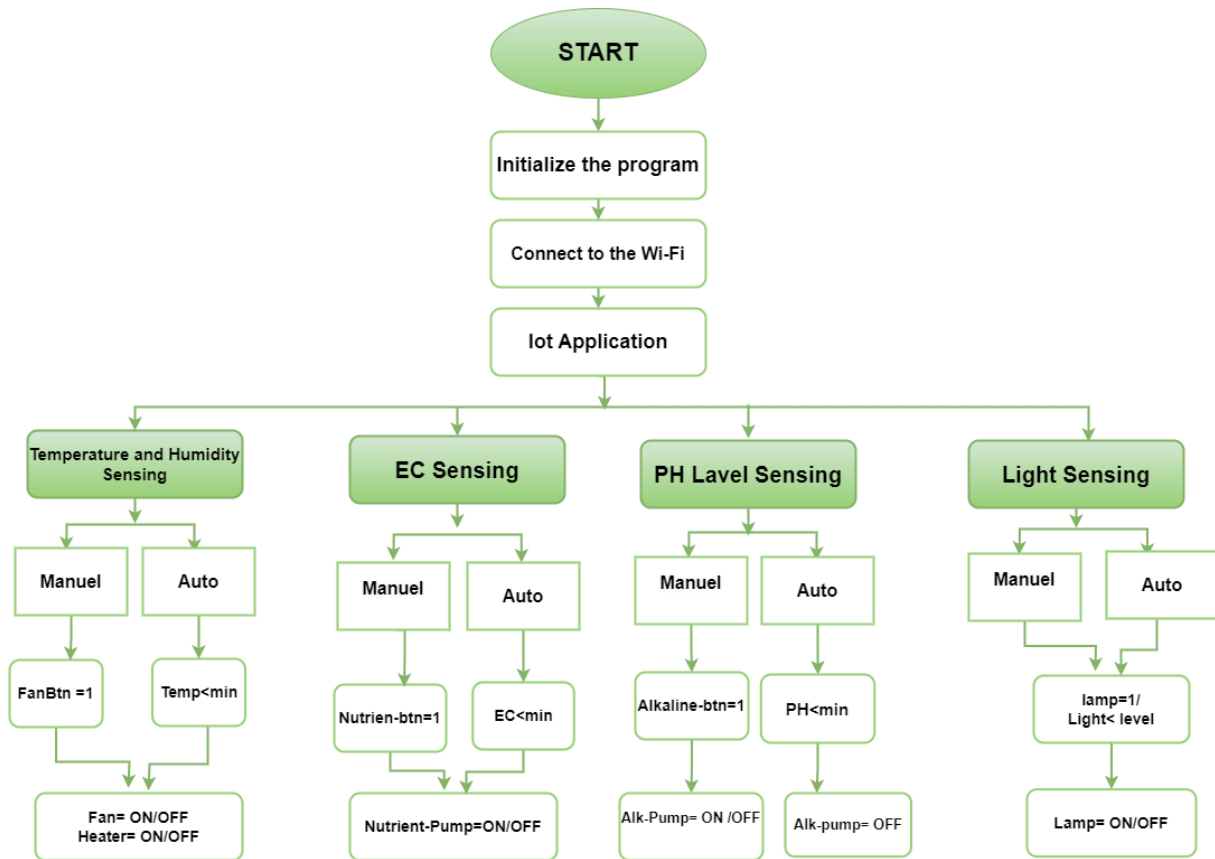 START
Initialize the program
Connect to the Wi-Fi
Iot Application
Temperature and Humidity
Sensing
EC Sensing
PH Lavel Sensing
Light Sensing
Manuel
Auto
Manuel
Auto
Manuel
Auto
Manuel
Auto
FanBtn =1
Temp<min
Nutrien-btn=1
EC<min
Alkaline-btn=1
PH<min
lamp=1/
Light< level
Fan= ON/OFF
Heater= ON/OFF
Nutrient-Pump=ON/OFF
Alk-Pump= ON /OFF
Alk-pump= OFF
Lamp= ON/OFF